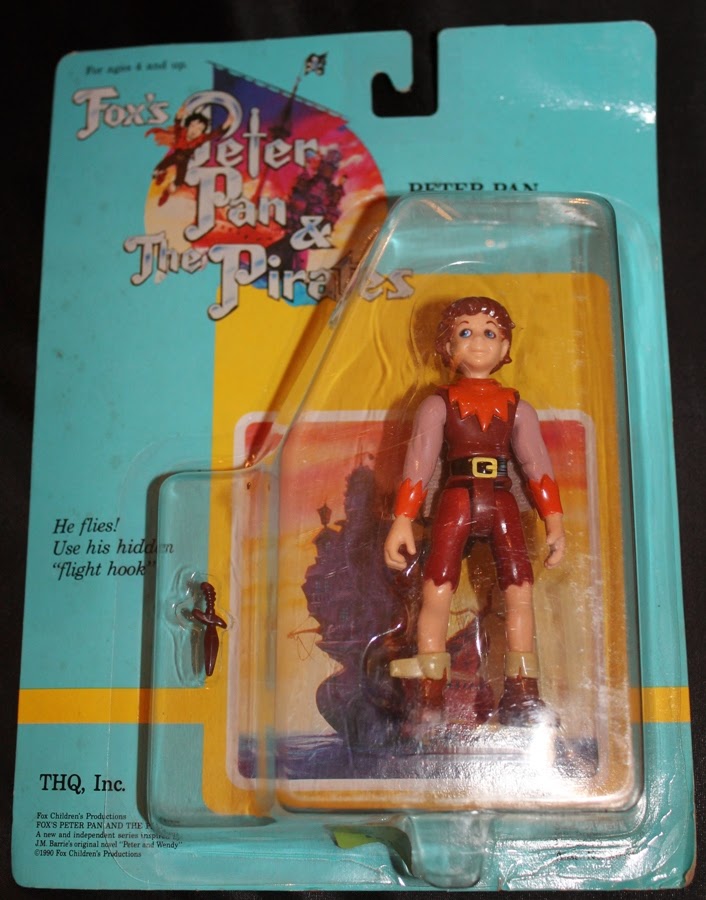 For ages 4 and up.
Fox's Peter
Pan &
The Pirates
PETER PAN
He flies!
Use his hidden
"flight hook"
THQ, Inc.
Fox Children's Productions
FOX'S PETER PAN AND THE
A new and independent series inspired
J.M. Barrie's original novel "Peter and Wendy"
©1990 Fox Children's Productions